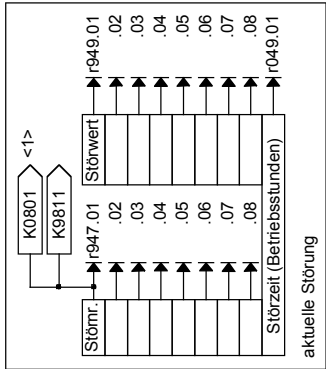 K0801 <1>
K9811
Störnr. r947.01 Störwert r949.01
.02 .02
.03 .03
.04 .04
.05 .05
.06 .06
.07 .07
.08 .08
Störzeit (Betriebsstunden) r049.01
aktuelle Störung